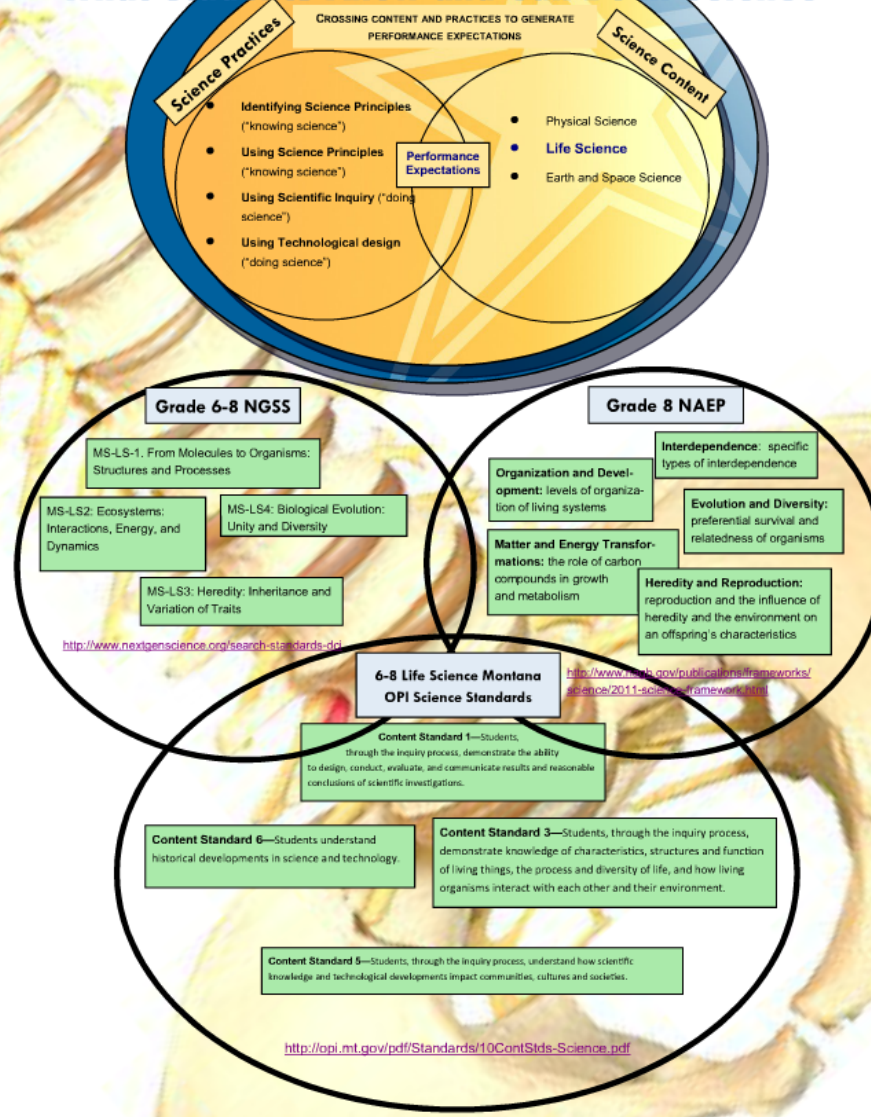 CROSSING CONTENT AND PRACTICES TO GENERATE
PERFORMANCE EXPECTATIONS
Science Practices
Science Content
• Identifying Science Principles
("knowing science")
• Using Science Principles
("knowing science")
• Using Scientific Inquiry ("doing
science")
• Using Technological design
("doing science")
Performance
Expectations
• Physical Science
• Life Science
• Earth and Space Science
Grade 6-8 NGSS
MS-LS-1. From Molecules to Organisms:
Structures and Processes
MS-LS2: Ecosystems:
Interactions, Energy, and
Dynamics
MS-LS4: Biological Evolution:
Unity and Diversity
MS-LS3: Heredity: Inheritance and
Variation of Traits
http://www.nextgenscience.org/search-standards-dci
Grade 8 NAEP
Interdependence: specific
types of interdependence
Organization and Devel-
opment: levels of organiza-
tion of living systems
Evolution and Diversity:
preferential survival and
relatedness of organisms
Matter and Energy Transfor-
mations: the role of carbon
compounds in growth
and metabolism
Heredity and Reproduction:
reproduction and the influence of
heredity and the environment on
an offspring's characteristics
http://www.nagb.gov/publications/frameworks/
science/2011-science-framework.html
6-8 Life Science Montana
OPI Science Standards
Content Standard 1—Students,
through the inquiry process, demonstrate the ability
to design, conduct, evaluate, and communicate results and reasonable
conclusions of scientific investigations.
Content Standard 6—Students understand
historical developments in science and technology.
Content Standard 3—Students, through the inquiry process,
demonstrate knowledge of characteristics, structures and function
of living things, the process and diversity of life, and how living
organisms interact with each other and their environment.
Content Standard 5—Students, through the inquiry process, understand how scientific
knowledge and technological developments impact communities, cultures and societies.
http://opi.mt.gov/pdf/Standards/10ContStds-Science.pdf